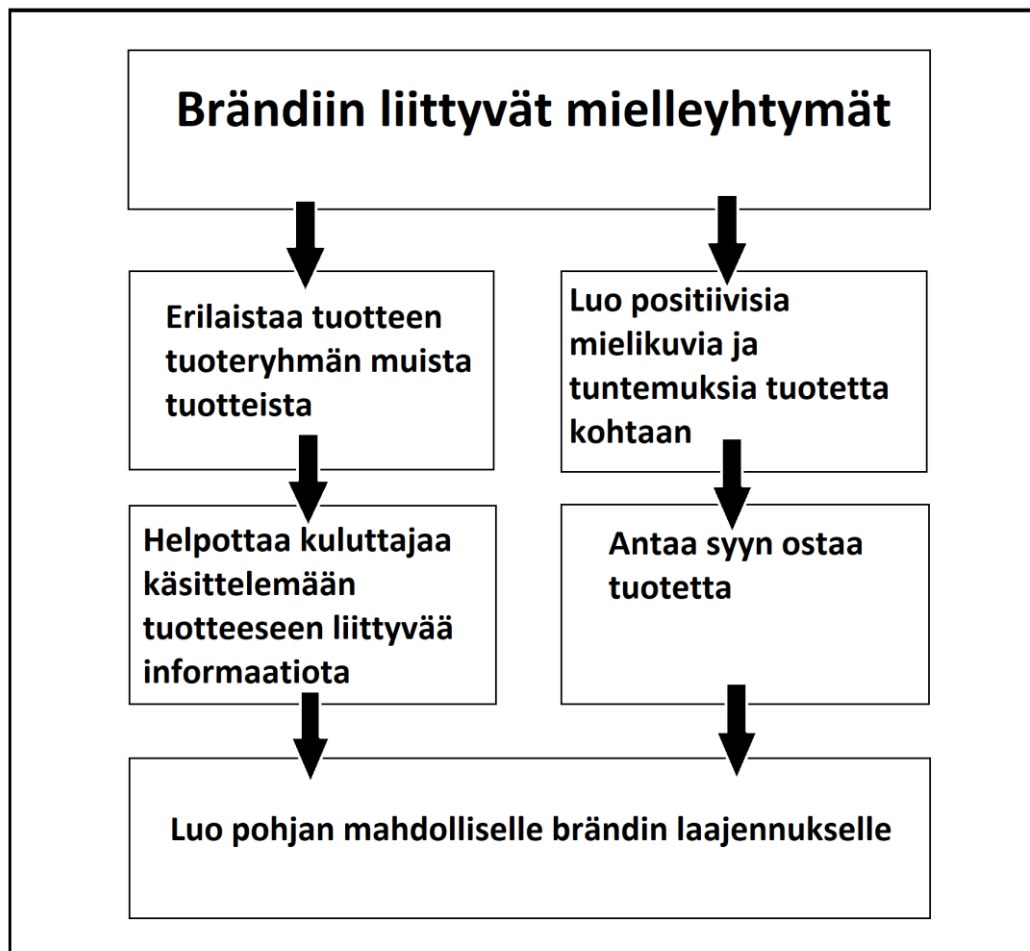 Brändiin liittyvät mielleyhtymät
Erilaistaa tuotteen
tuoteryhmän muista
tuotteista
Luo positiivisia
mielikuvia ja
tuntemuksia tuotetta
kohtaan
Helpottaa kuluttajaa
käsittelemään
tuotteeseen liittyvää
informaatiota
Antaa syyn ostaa
tuotetta
Luo pohjan mahdolliselle brändin laajennukselle